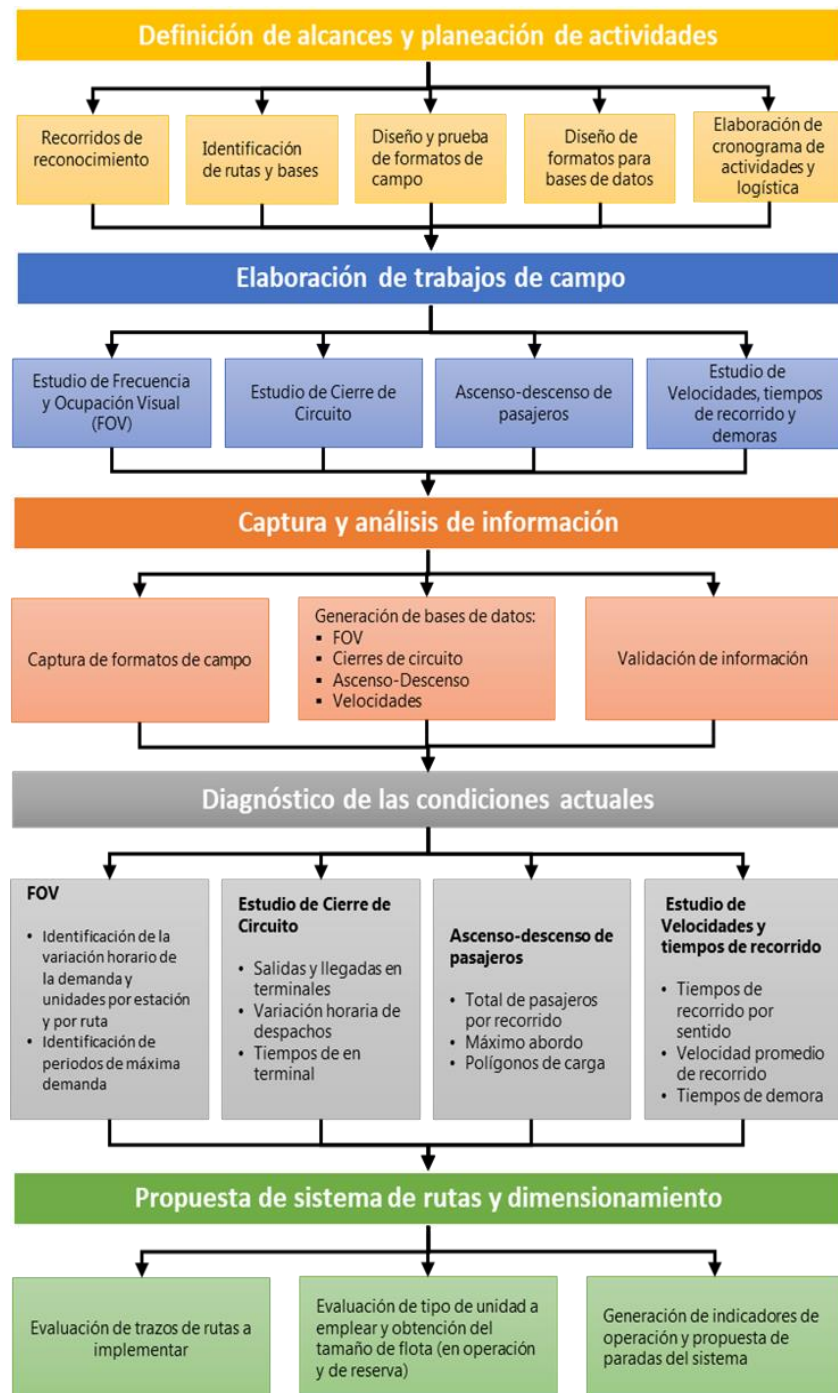 Definición de alcances y planeación de actividades
Recorridos de
reconocimiento
Identificación
de rutas y bases
Diseño y prueba
de formatos de
campo
Diseño de
formatos para
bases de datos
Elaboración de
cronograma de
actividades y
logística
Elaboración de trabajos de campo
Estudio de Frecuencia
y Ocupación Visual
(FOV)
Estudio de Cierre de
Circuito
Ascenso-descenso de
pasajeros
Estudio de
Velocidades, tiempos
de recorrido y
demoras
Captura y análisis de información
Captura de formatos de campo
Generación de bases de datos:
▪ FOV
▪ Cierres de circuito
▪ Ascenso-Descenso
▪ Velocidades
Validación de información
Diagnóstico de las condiciones actuales
FOV
• Identificación de la
variación horario de
la demanda y
unidades por estación
y por ruta
• Identificación de
periodos de máxima
demanda
Estudio de Cierre de
Circuito
• Salidas y llegadas en
terminales
• Variación horaria de
despachos
• Tiempos de en
terminal
Ascenso-descenso de
pasajeros
• Total de pasajeros
por recorrido
• Máximo abordo
• Polígonos de carga
Estudio de
Velocidades y
tiempos de recorrido
• Tiempos de
recorrido por
sentido
• Velocidad promedio
de recorrido
• Tiempos de demora
Propuesta de sistema de rutas y dimensionamiento
Evaluación de trazos de rutas a
implementar
Evaluación de tipo de unidad a
emplear y obtención del
tamaño de flota (en operación
y de reserva)
Generación de indicadores de
operación y propuesta de
paradas del sistema